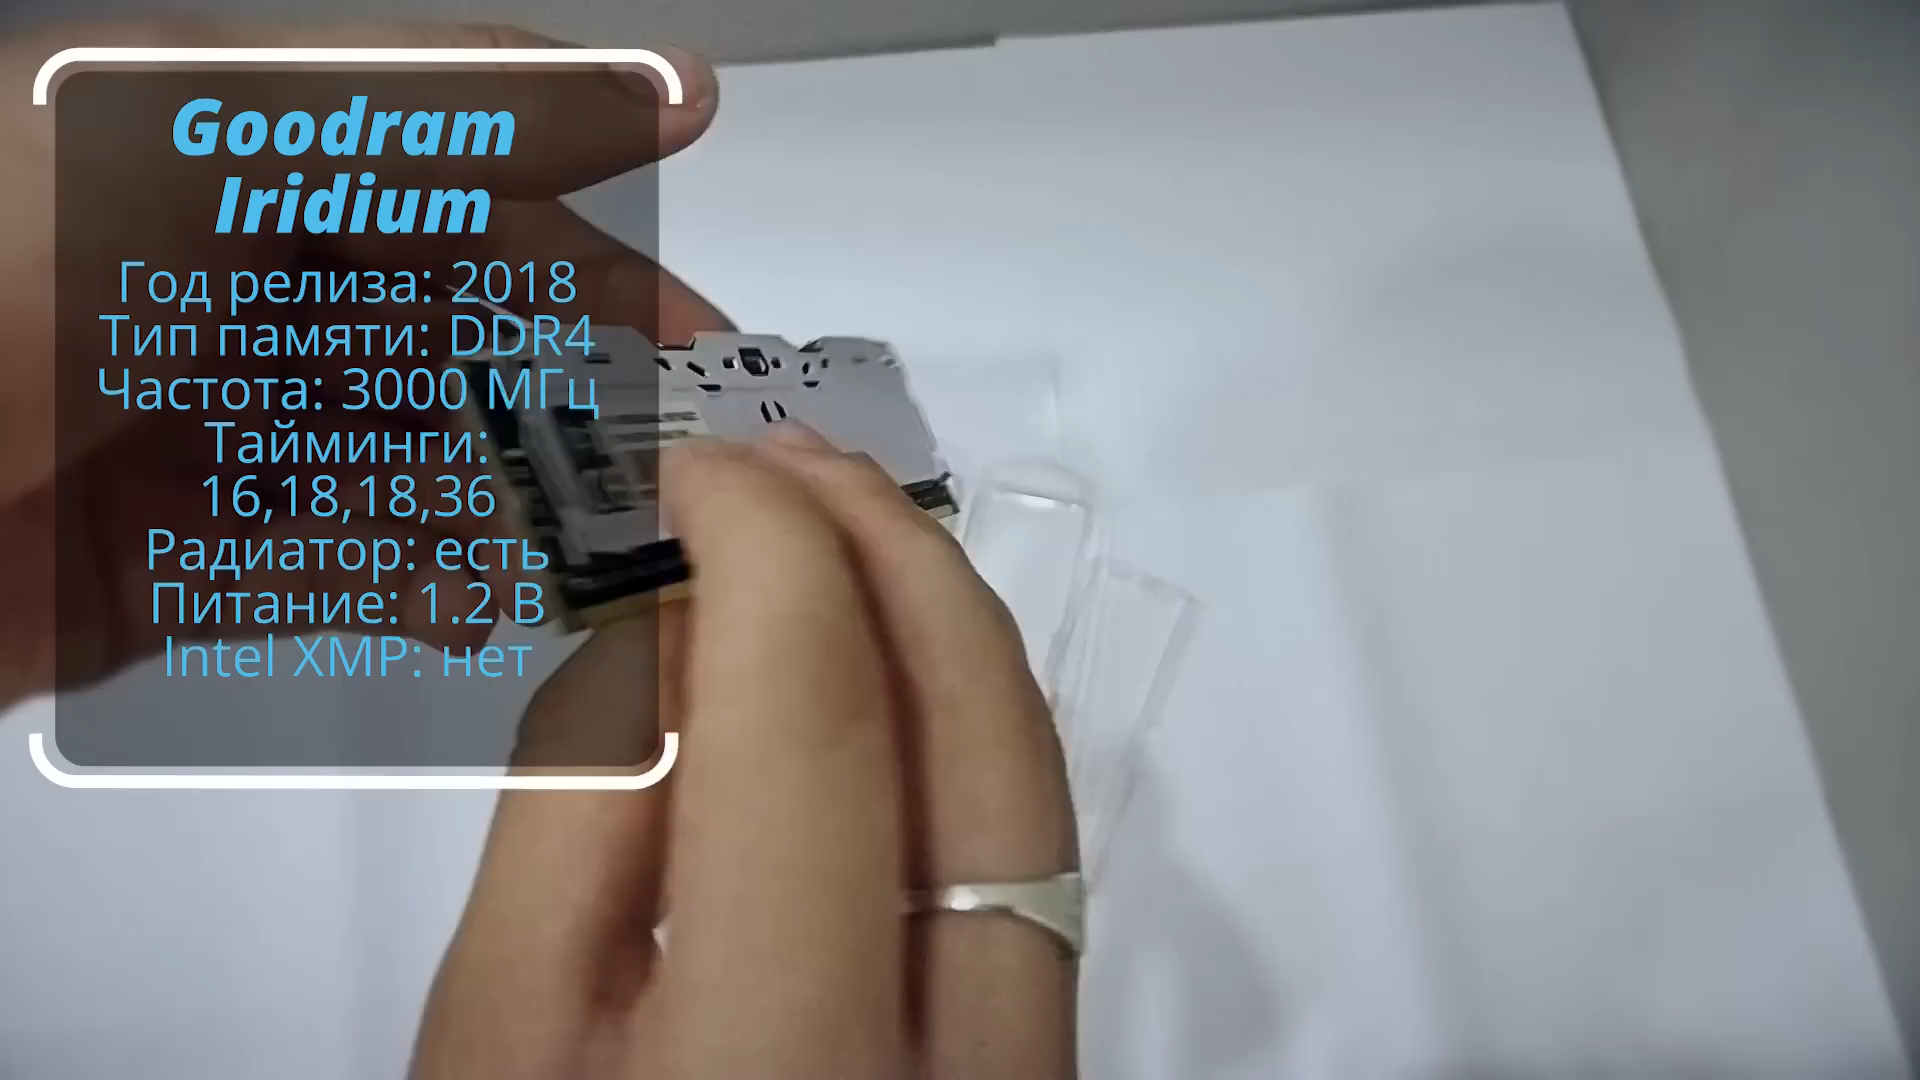 Goodram
Iridium
Год релиза: 2018
Тип памяти: DDR4
Частота: 3000 МГц
Тайминги:
16,18,18,36
Радиатор: есть
Питание: 1.2 В
Intel XMP: нет